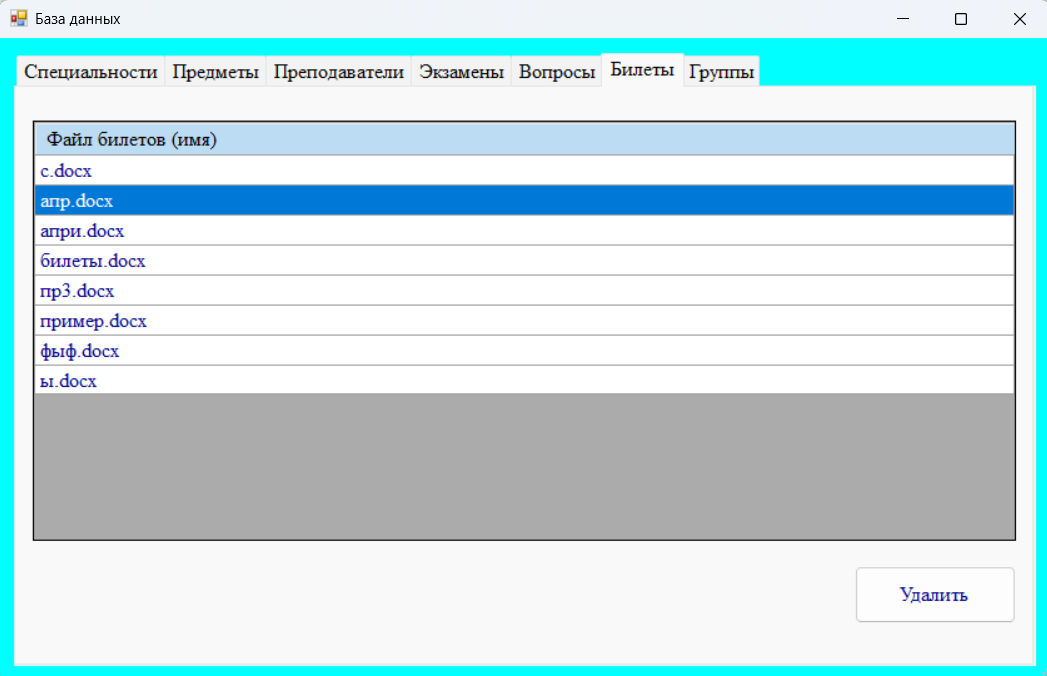 База данных
Специальности Предметы Преподаватели Экзамены Вопросы Билеты Группы
Файл билетов (имя)
с.docx
апр.docx
апри.docx
билеты.docx
пр3.docx
пример.docx
фыф.docx
ы.docx
Удалить